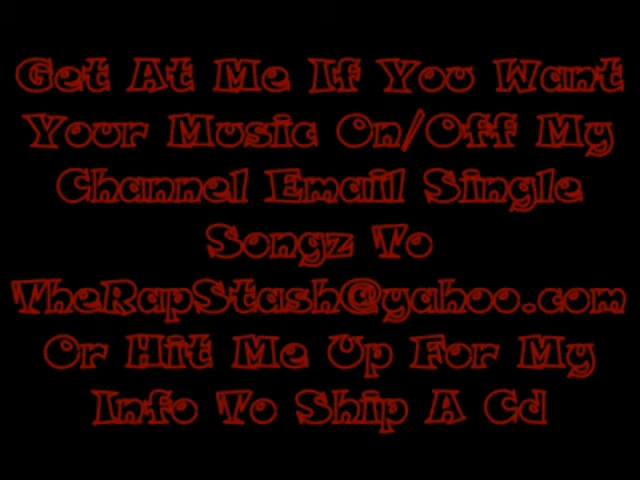 Get At Me If You Want
Your Music On/Off My
Channel Email Single
Songz To
TheRapStash@yahoo.com
Or Hit Me Up For My
Info To Ship A Cd